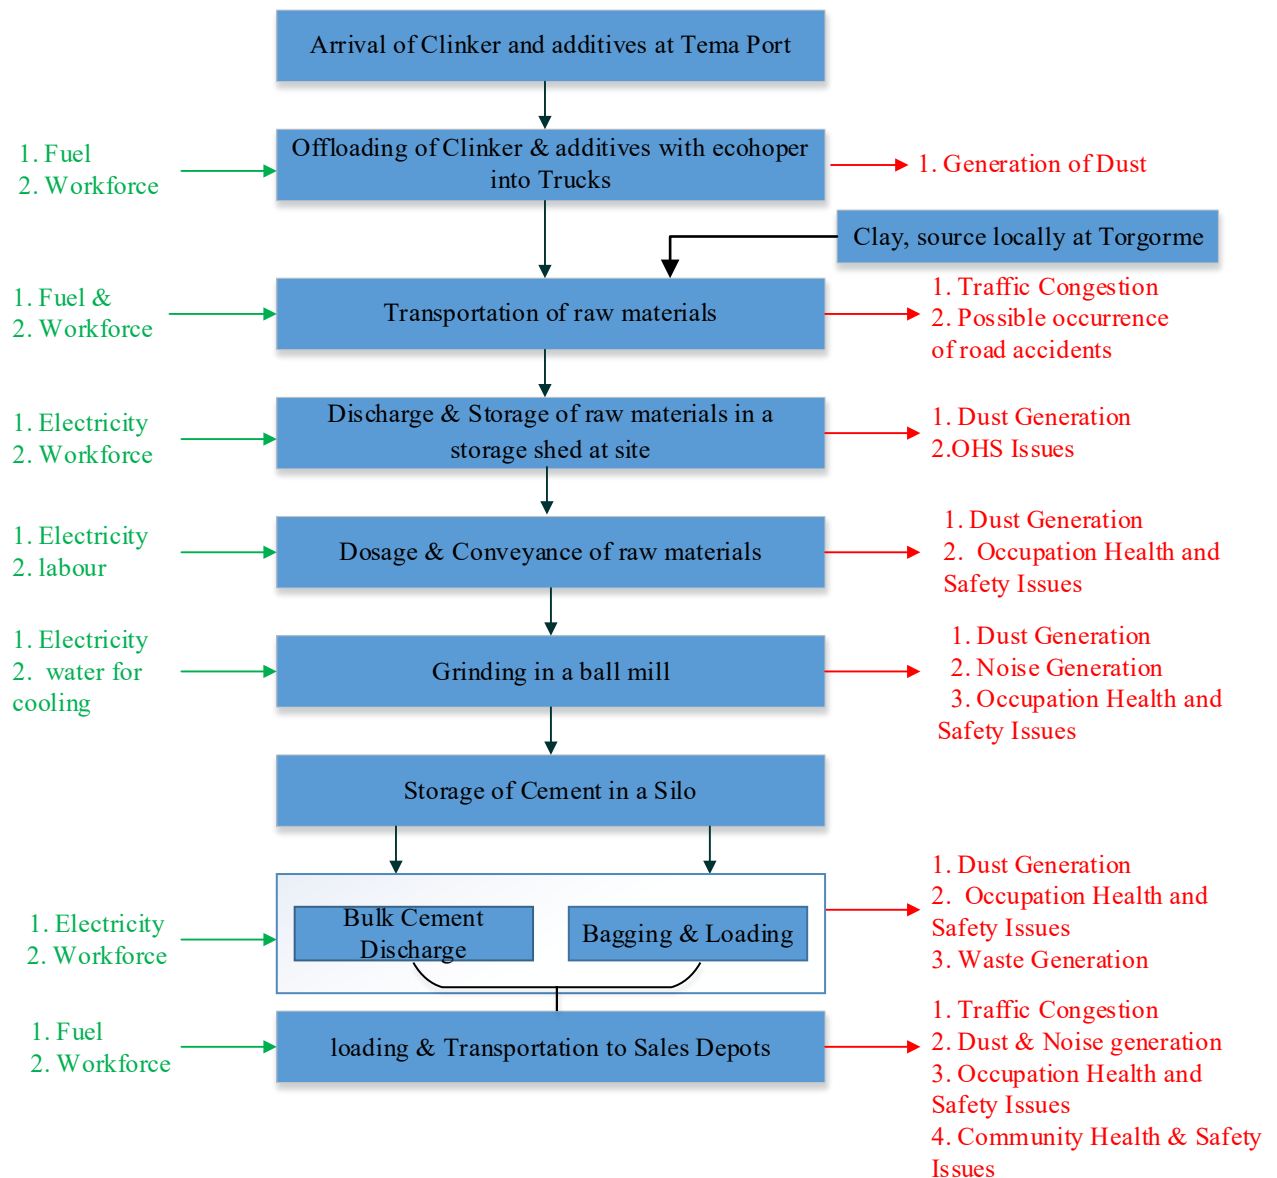 Arrival of Clinker and additives at Tema Port
1. Fuel
2. Workforce
Offloading of Clinker & additives with ecohoper
into Trucks
1. Generation of Dust
Clay, source locally at Torgorme
1. Fuel &
2. Workforce
Transportation of raw materials
1. Traffic Congestion
2. Possible occurrence
of road accidents
1. Electricity
2. Workforce
Discharge & Storage of raw materials in a
storage shed at site
1. Dust Generation
2.OHS Issues
1. Electricity
2. labour
Dosage & Conveyance of raw materials
1. Dust Generation
2. Occupation Health and
Safety Issues
1. Electricity
2. water for
cooling
Grinding in a ball mill
1. Dust Generation
2. Noise Generation
3. Occupation Health and
Safety Issues
Storage of Cement in a Silo
1. Electricity
2. Workforce
Bulk Cement
Discharge
Bagging & Loading
1. Dust Generation
2. Occupation Health and
Safety Issues
3. Waste Generation
1. Fuel
2. Workforce
loading & Transportation to Sales Depots
1. Traffic Congestion
2. Dust & Noise generation
3. Occupation Health and
Safety Issues
4. Community Health & Safety
Issues